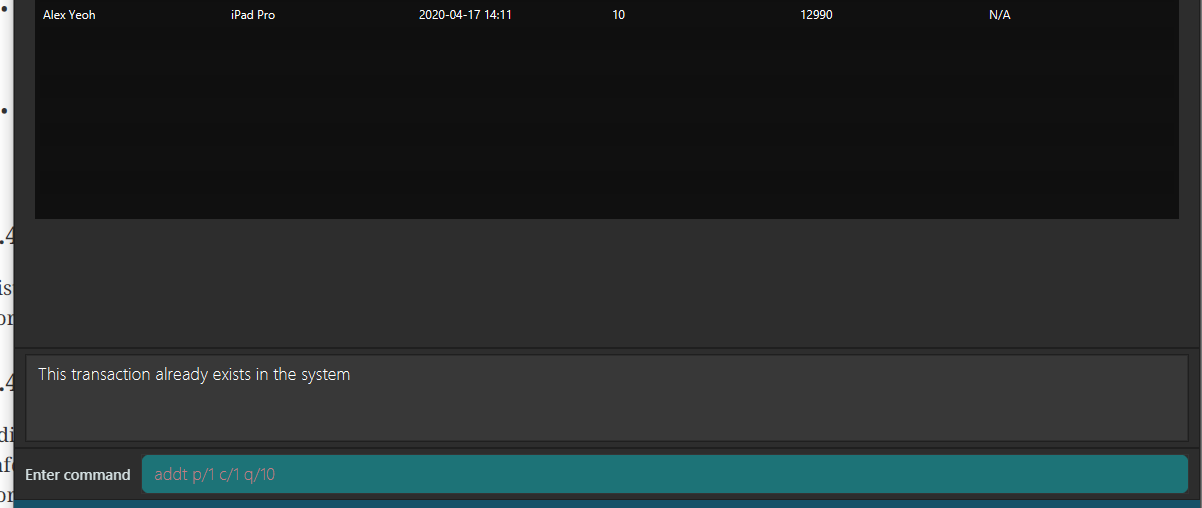 Alex Yeoh iPad Pro 2020-04-17 14:11 10 12990 N/A
This transaction already exists in the system
Enter command addt p/1 c/1 q/10